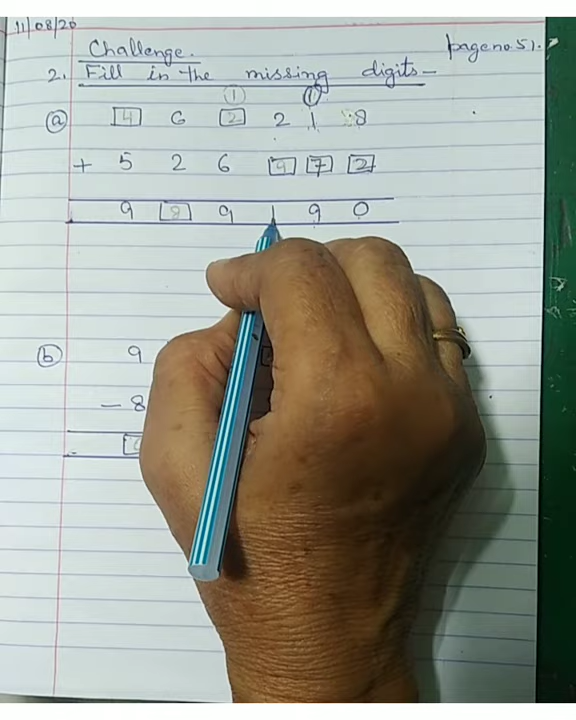 11/08/20
Challenge. page no. 51.
2. Fill in the missing digits-
1 1
a 4 6 2 2 1 8
+ 5 2 6 9 7 2
9 8 9 1 9 0
b 9
- 8